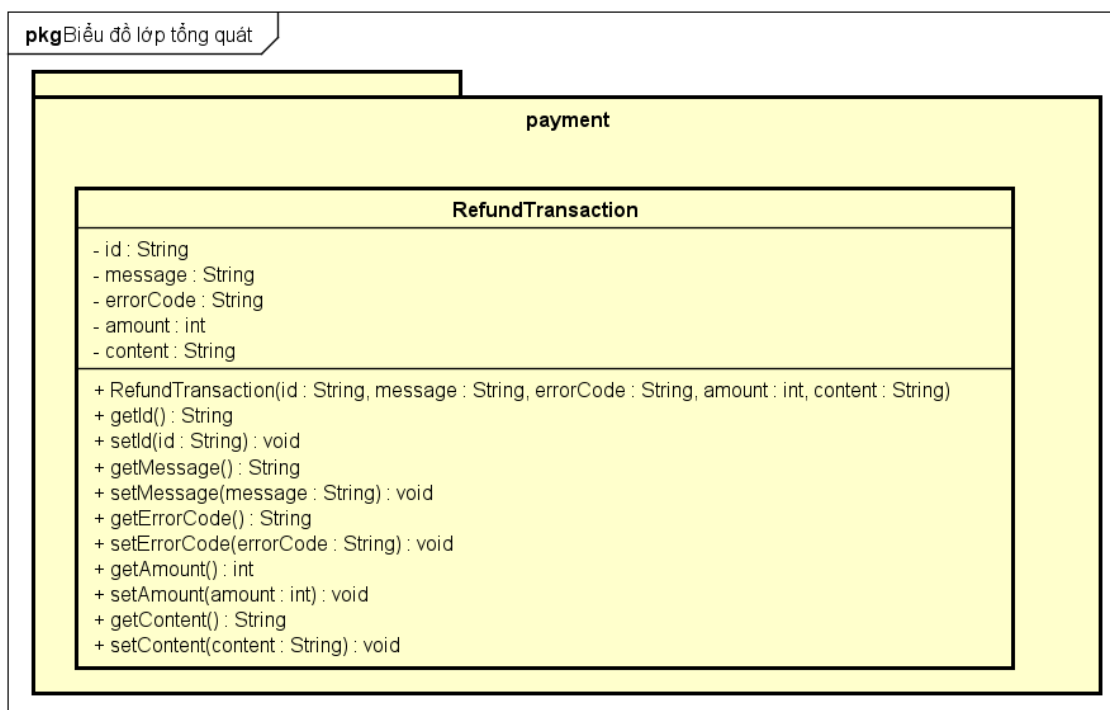 pkgBiểu đồ lớp tổng quát
payment
RefundTransaction
- id : String
- message : String
- errorCode : String
- amount : int
- content : String
+ RefundTransaction(id : String, message : String, errorCode : String, amount : int, content : String)
+ getId() : String
+ setId(id : String) : void
+ getMessage() : String
+ setMessage(message : String) : void
+ getErrorCode() : String
+ setErrorCode(errorCode : String) : void
+ getAmount() : int
+ setAmount(amount : int) : void
+ getContent() : String
+ setContent(content : String) : void